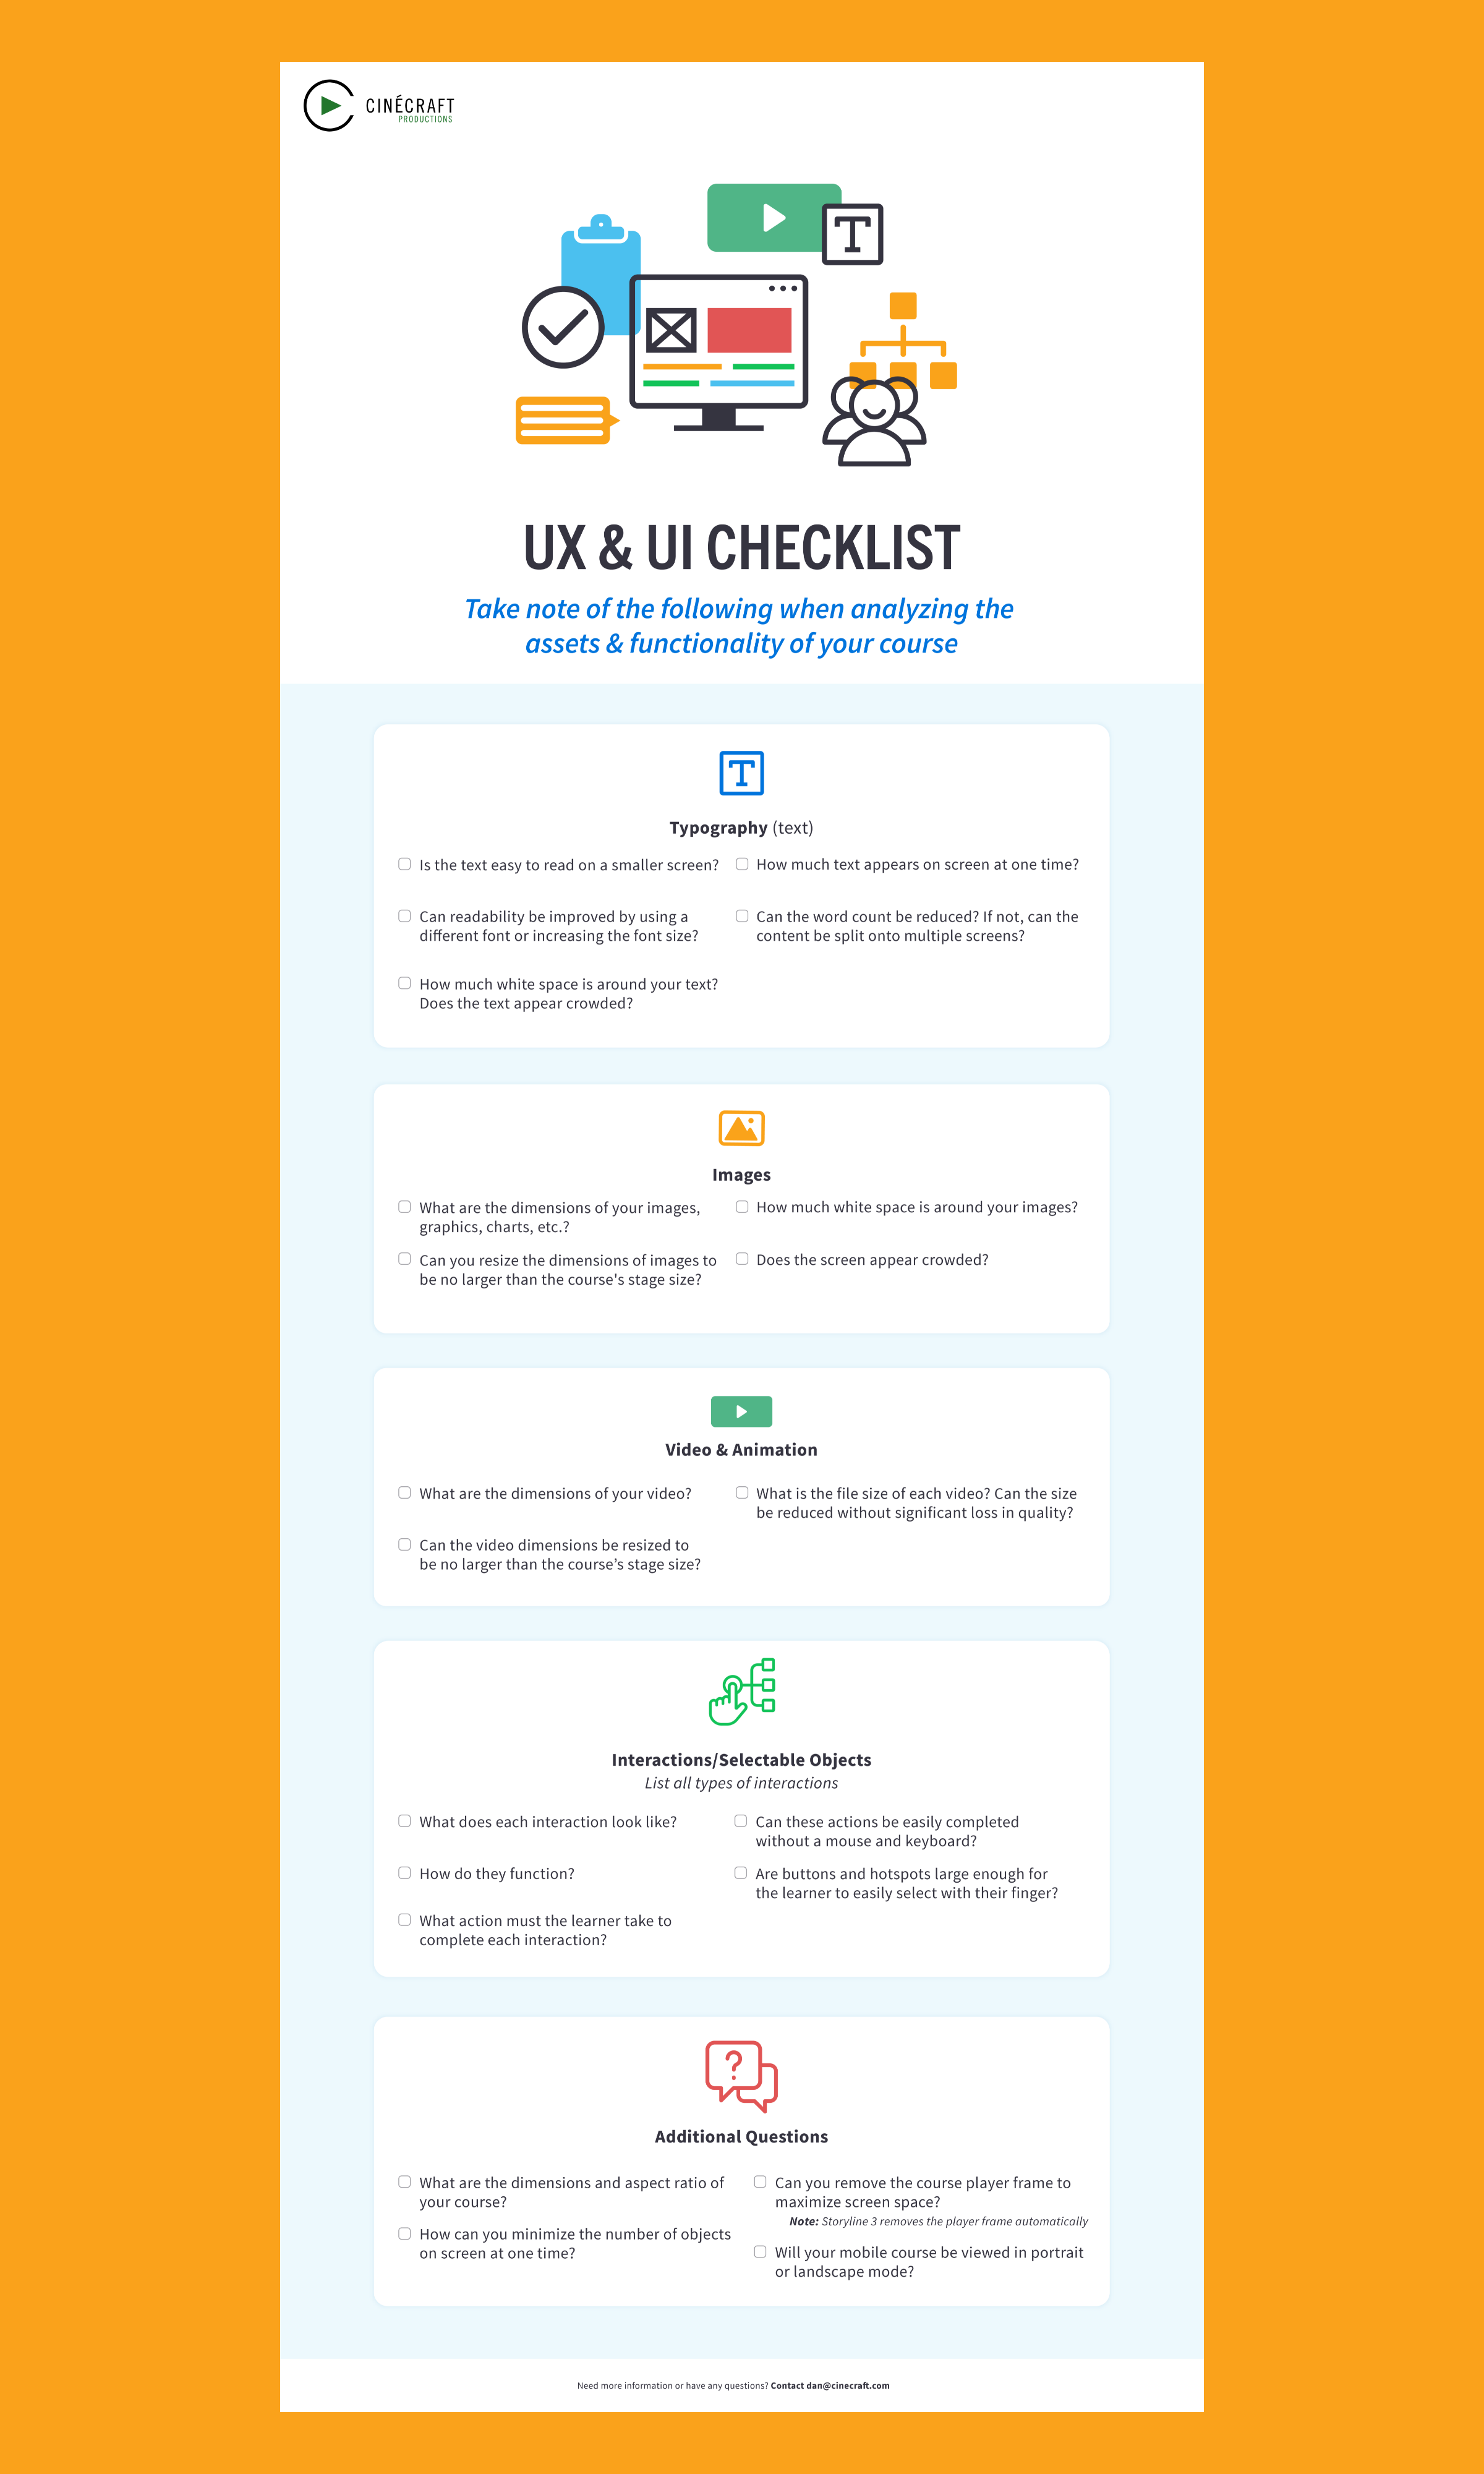 CINÉCRAFT
PRODUCTIONS
T
UX & UI CHECKLIST
Take note of the following when analyzing the
assets & functionality of your course
T
Typography (text)
Is the text easy to read on a smaller screen?
Can readability be improved by using a
different font or increasing the font size?
How much white space is around your text?
Does the text appear crowded?
How much text appears on screen at one time?
Can the word count be reduced? If not, can the
content be split onto multiple screens?
Images
What are the dimensions of your images,
graphics, charts, etc.?
Can you resize the dimensions of images to
be no larger than the course's stage size?
How much white space is around your images?
Does the screen appear crowded?
Video & Animation
What are the dimensions of your video?
Can the video dimensions be resized to
be no larger than the course’s stage size?
What is the file size of each video? Can the size
be reduced without significant loss in quality?
Interactions/Selectable Objects
List all types of interactions
What does each interaction look like?
How do they function?
What action must the learner take to
complete each interaction?
Can these actions be easily completed
without a mouse and keyboard?
Are buttons and hotspots large enough for
the learner to easily select with their finger?
?
Additional Questions
What are the dimensions and aspect ratio of
your course?
How can you minimize the number of objects
on screen at one time?
Can you remove the course player frame to
maximize screen space?
Note: Storyline 3 removes the player frame automatically
Will your mobile course be viewed in portrait
or landscape mode?
Need more information or have any questions? Contact dan@cinecraft.com